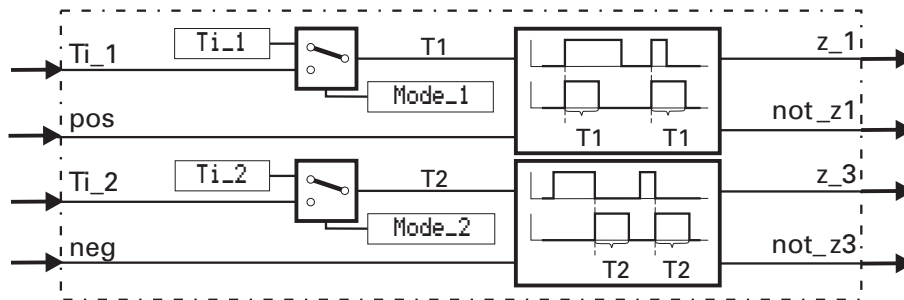 Ti_1 Ti_1 T1 z_1
Mode_1
pos not_z1
T1 T1
Ti_2 Ti_2 T2 z_3
Mode_2
neg not_z3
T2 T2